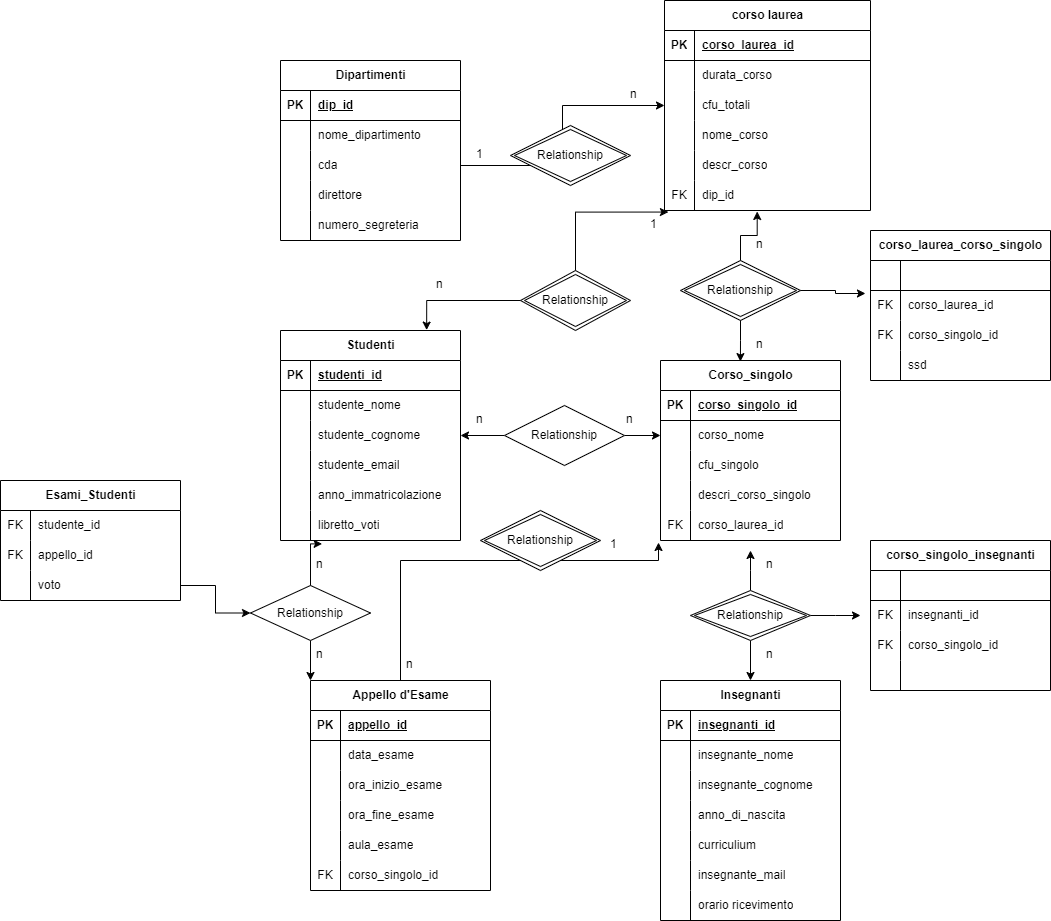 corso laurea
PK corso_laurea_id
durata_corso
cfu_totali
nome_corso
descr_corso
FK dip_id
Dipartimenti
PK dip_id
nome_dipartimento
cda
direttore
numero_segreteria
1
Relationship
n
n
Relationship
1
n
Relationship
n
corso_laurea_corso_singolo
FK corso_laurea_id
FK corso_singolo_id
ssd
Studenti
PK studenti_id
studente_nome
studente_cognome
studente_email
anno_immatricolazione
libretto_voti
n
Relationship
n
Corso_singolo
PK corso_singolo_id
corso_nome
cfu_singolo
descri_corso_singolo
FK corso_laurea_id
Esami_Studenti
FK studente_id
FK appello_id
voto
n
Relationship
n
Relationship
1
n
n
Relationship
n
corso_singolo_insegnanti
FK insegnanti_id
FK corso_singolo_id
Appello d'Esame
PK appello_id
data_esame
ora_inizio_esame
ora_fine_esame
aula_esame
FK corso_singolo_id
Insegnanti
PK insegnanti_id
insegnante_nome
insegnante_cognome
anno_di_nascita
curriculium
insegnante_mail
orario ricevimento